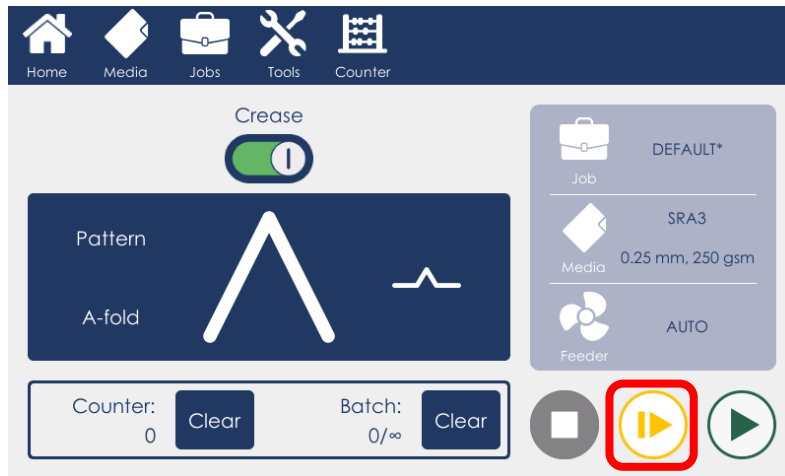 Home Media Jobs Tools Counter
Crease
Pattern
A-fold
Counter:
0
Clear
Batch:
0/∞
Clear
Job
DEFAULT*
Media
SRA3
0.25 mm, 250 gsm
Feeder
AUTO